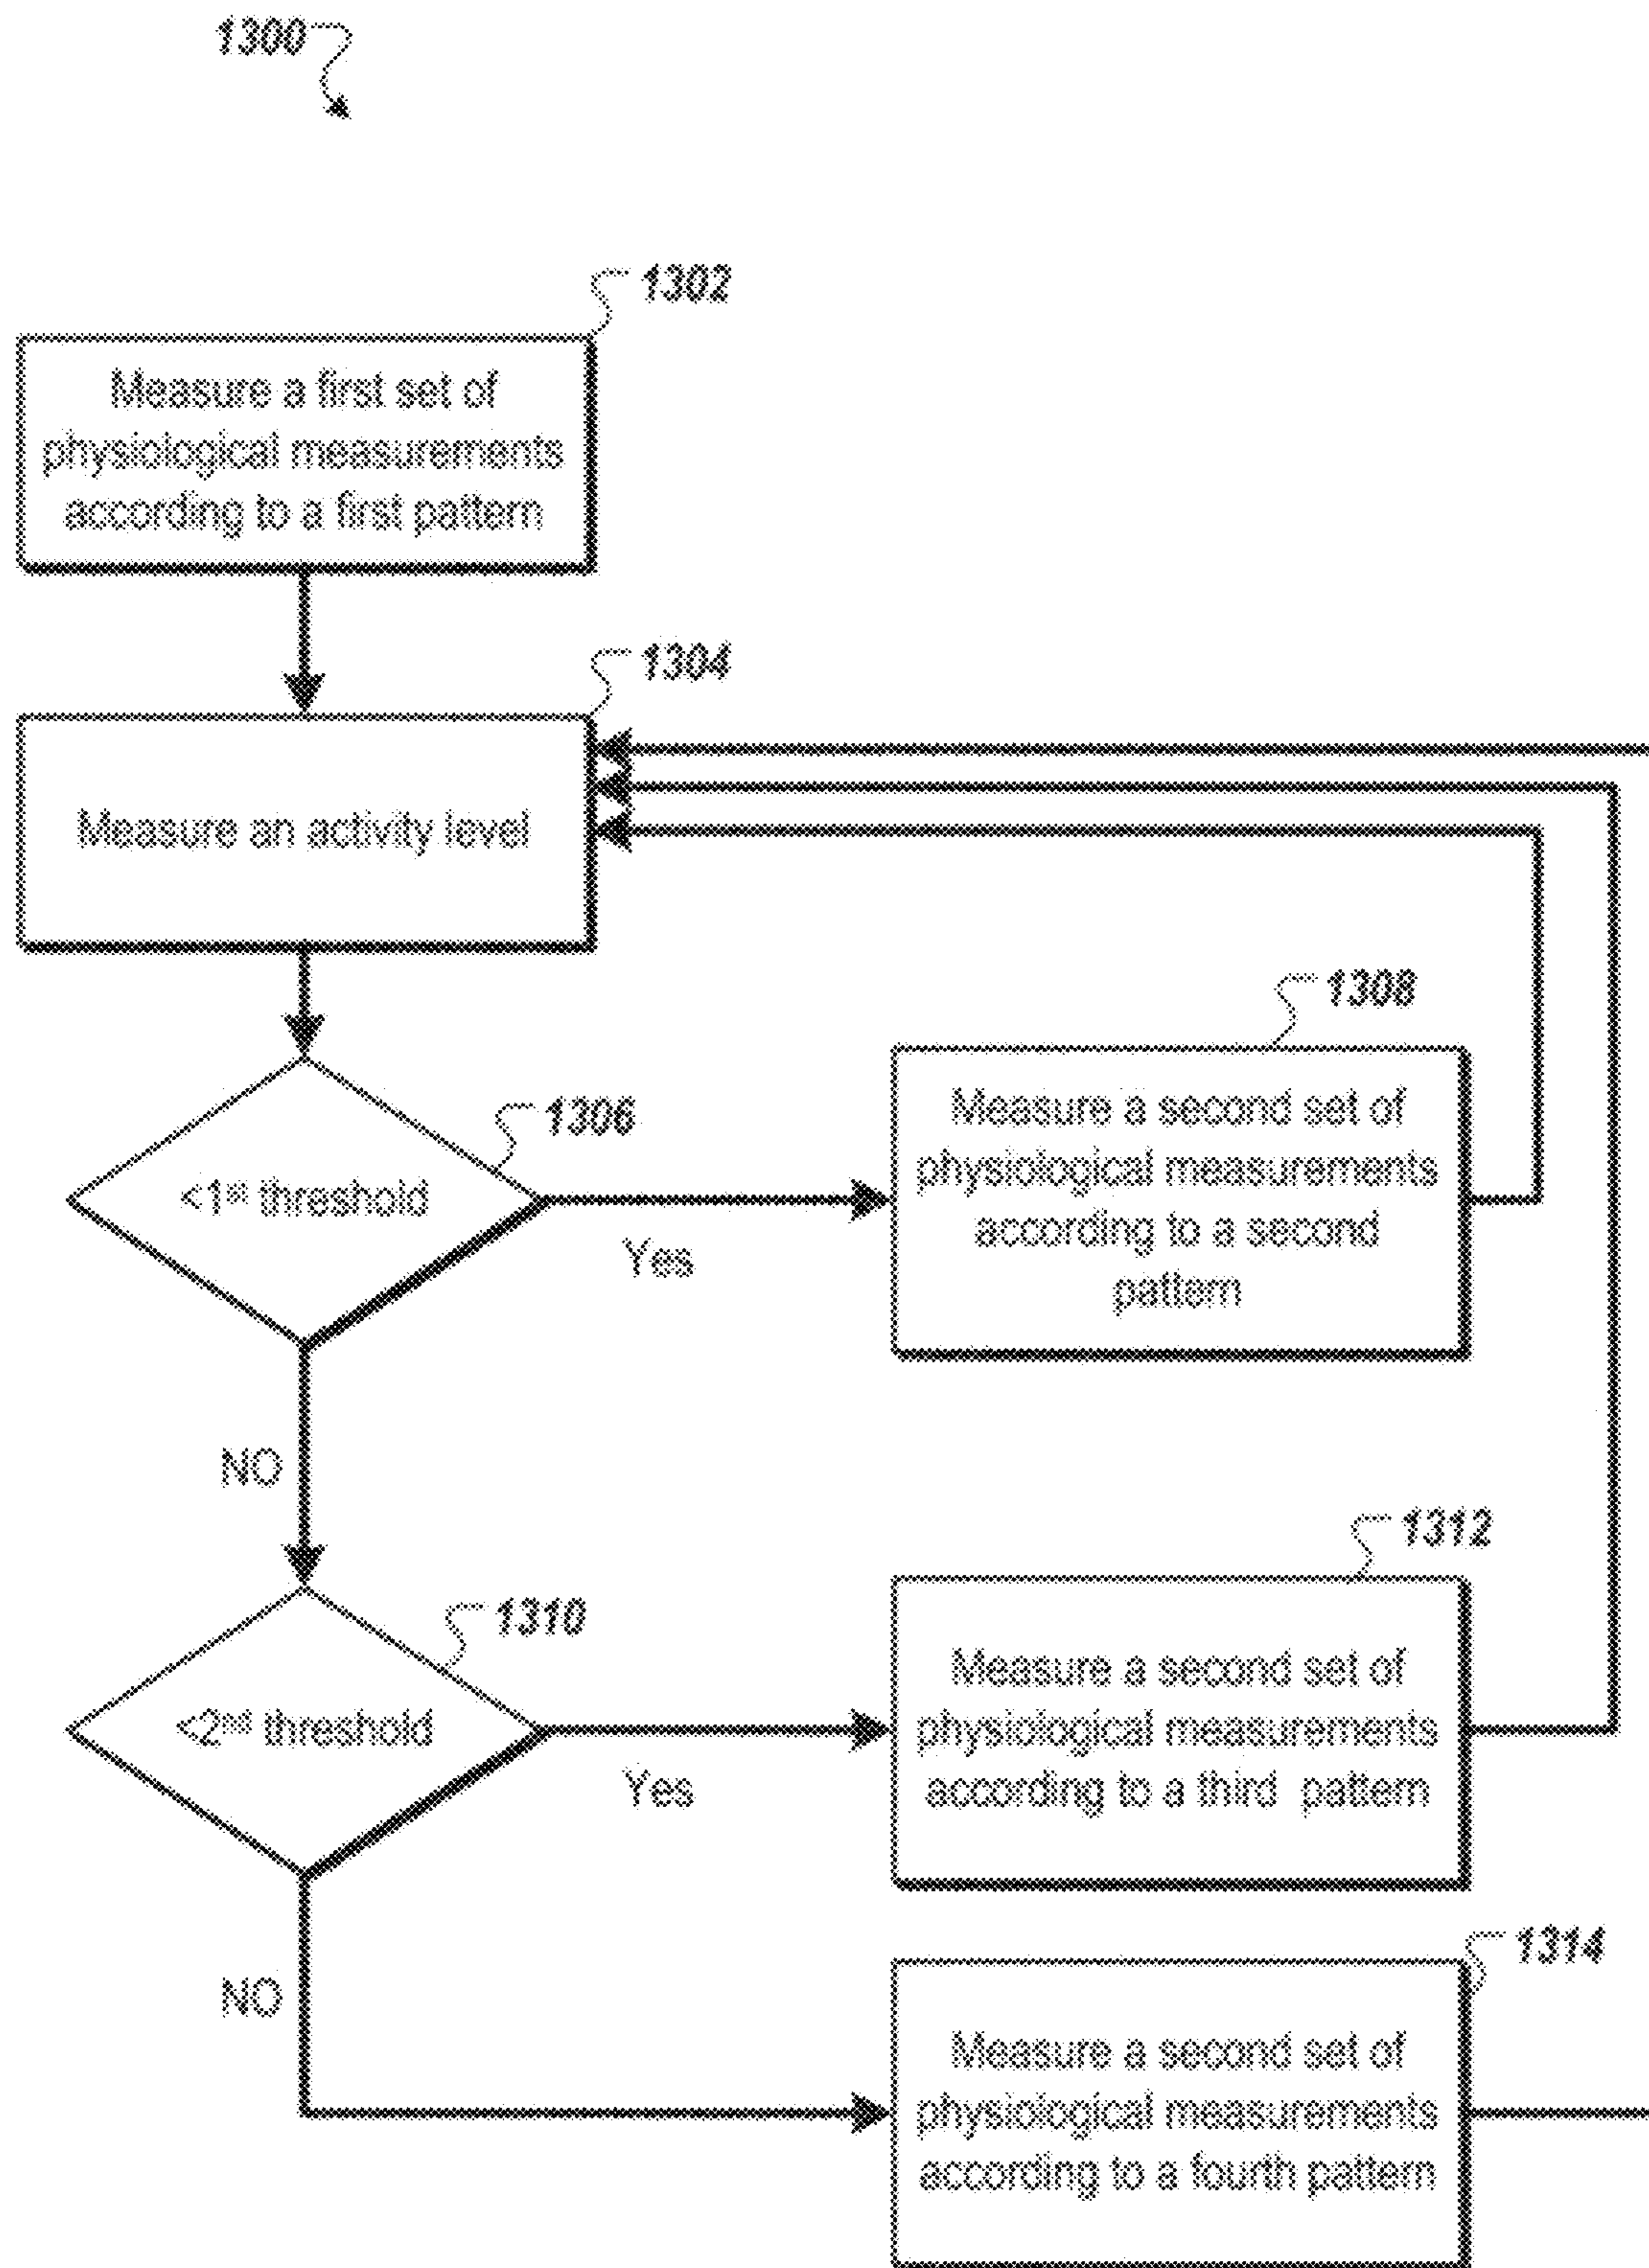 1300
1302
Measure a first set of
physiological measurements
according to a first pattern
1304
Measure an activity level
1306
<1st threshold
Yes
1308
Measure a second set of
physiological measurements
according to a second
pattern
NO
1310
<2nd threshold
Yes
1312
Measure a second set of
physiological measurements
according to a third pattern
NO
1314
Measure a second set of
physiological measurements
according to a fourth pattern